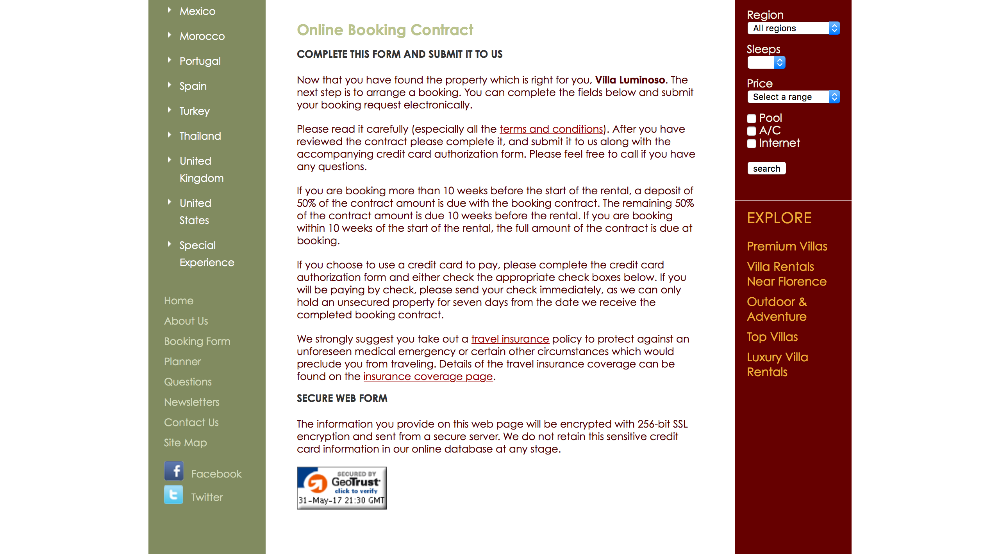 Mexico
Morocco
Portugal
Spain
Turkey
Thailand
United
Kingdom
United
States
Special
Experience
Home
About Us
Booking Form
Planner
Questions
Newsletters
Contact Us
Site Map
Facebook
Twitter
Online Booking Contract
COMPLETE THIS FORM AND SUBMIT IT TO US
Now that you have found the property which is right for you, Villa Luminoso. The
next step is to arrange a booking. You can complete the fields below and submit
your booking request electronically.
Please read it carefully (especially all the terms and conditions). After you have
reviewed the contract please complete it, and submit it to us along with the
accompanying credit card authorization form. Please feel free to call if you have
any questions.
If you are booking more than 10 weeks before the start of the rental, a deposit of
50% of the contract amount is due with the booking contract. The remaining 50%
of the contract amount is due 10 weeks before the rental. If you are booking
within 10 weeks of the start of the rental, the full amount of the contract is due at
booking.
If you choose to use a credit card to pay, please complete the credit card
authorization form and either check the appropriate check boxes below. If you
will be paying by check, please send your check immediately, as we can only
hold an unsecured property for seven days from the date we receive the
completed booking contract.
We strongly suggest you take out a travel insurance policy to protect against an
unforeseen medical emergency or certain other circumstances which would
preclude you from traveling. Details of the travel insurance coverage can be
found on the insurance coverage page.
SECURE WEB FORM
The information you provide on this web page will be encrypted with 256-bit SSL
encryption and sent from a secure server. We do not retain this sensitive credit
card information in our online database at any stage.
SECURED BY
GeoTrust
click to verify
31-May-17 21:30 GMT
Region
All regions
Sleeps
Price
Select a range
Pool
A/C
Internet
search
EXPLORE
Premium Villas
Villa Rentals
Near Florence
Outdoor &
Adventure
Top Villas
Luxury Villa
Rentals